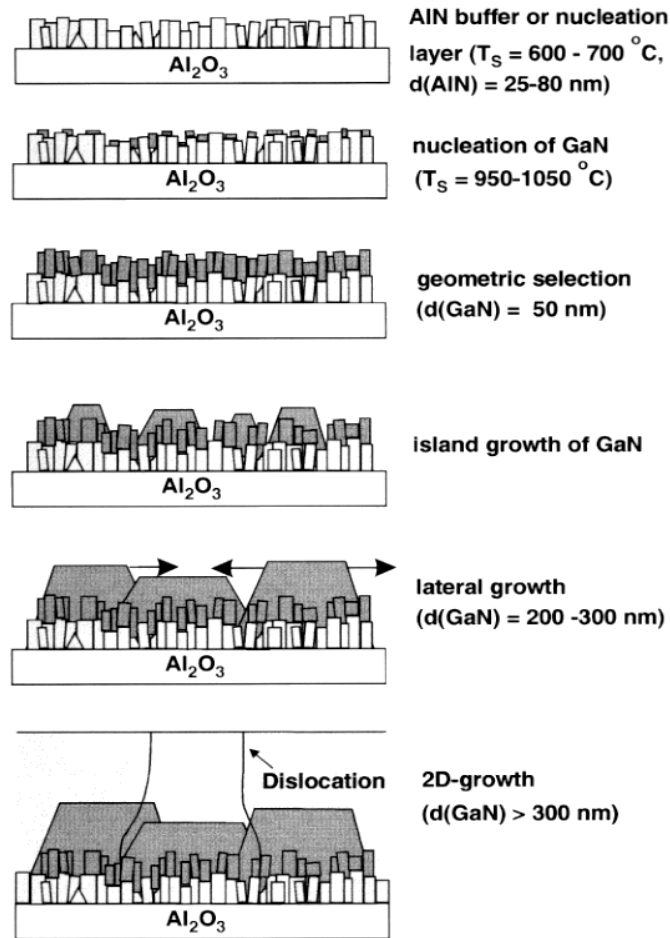 AlN buffer or nucleation
layer (T_S = 600 - 700 °C,
d(AlN) = 25-80 nm)
Al₂O₃
nucleation of GaN
(T_S = 950-1050 °C)
Al₂O₃
geometric selection
(d(GaN) = 50 nm)
Al₂O₃
island growth of GaN
Al₂O₃
lateral growth
(d(GaN) = 200 -300 nm)
Al₂O₃
Dislocation
2D-growth
(d(GaN) > 300 nm)
Al₂O₃